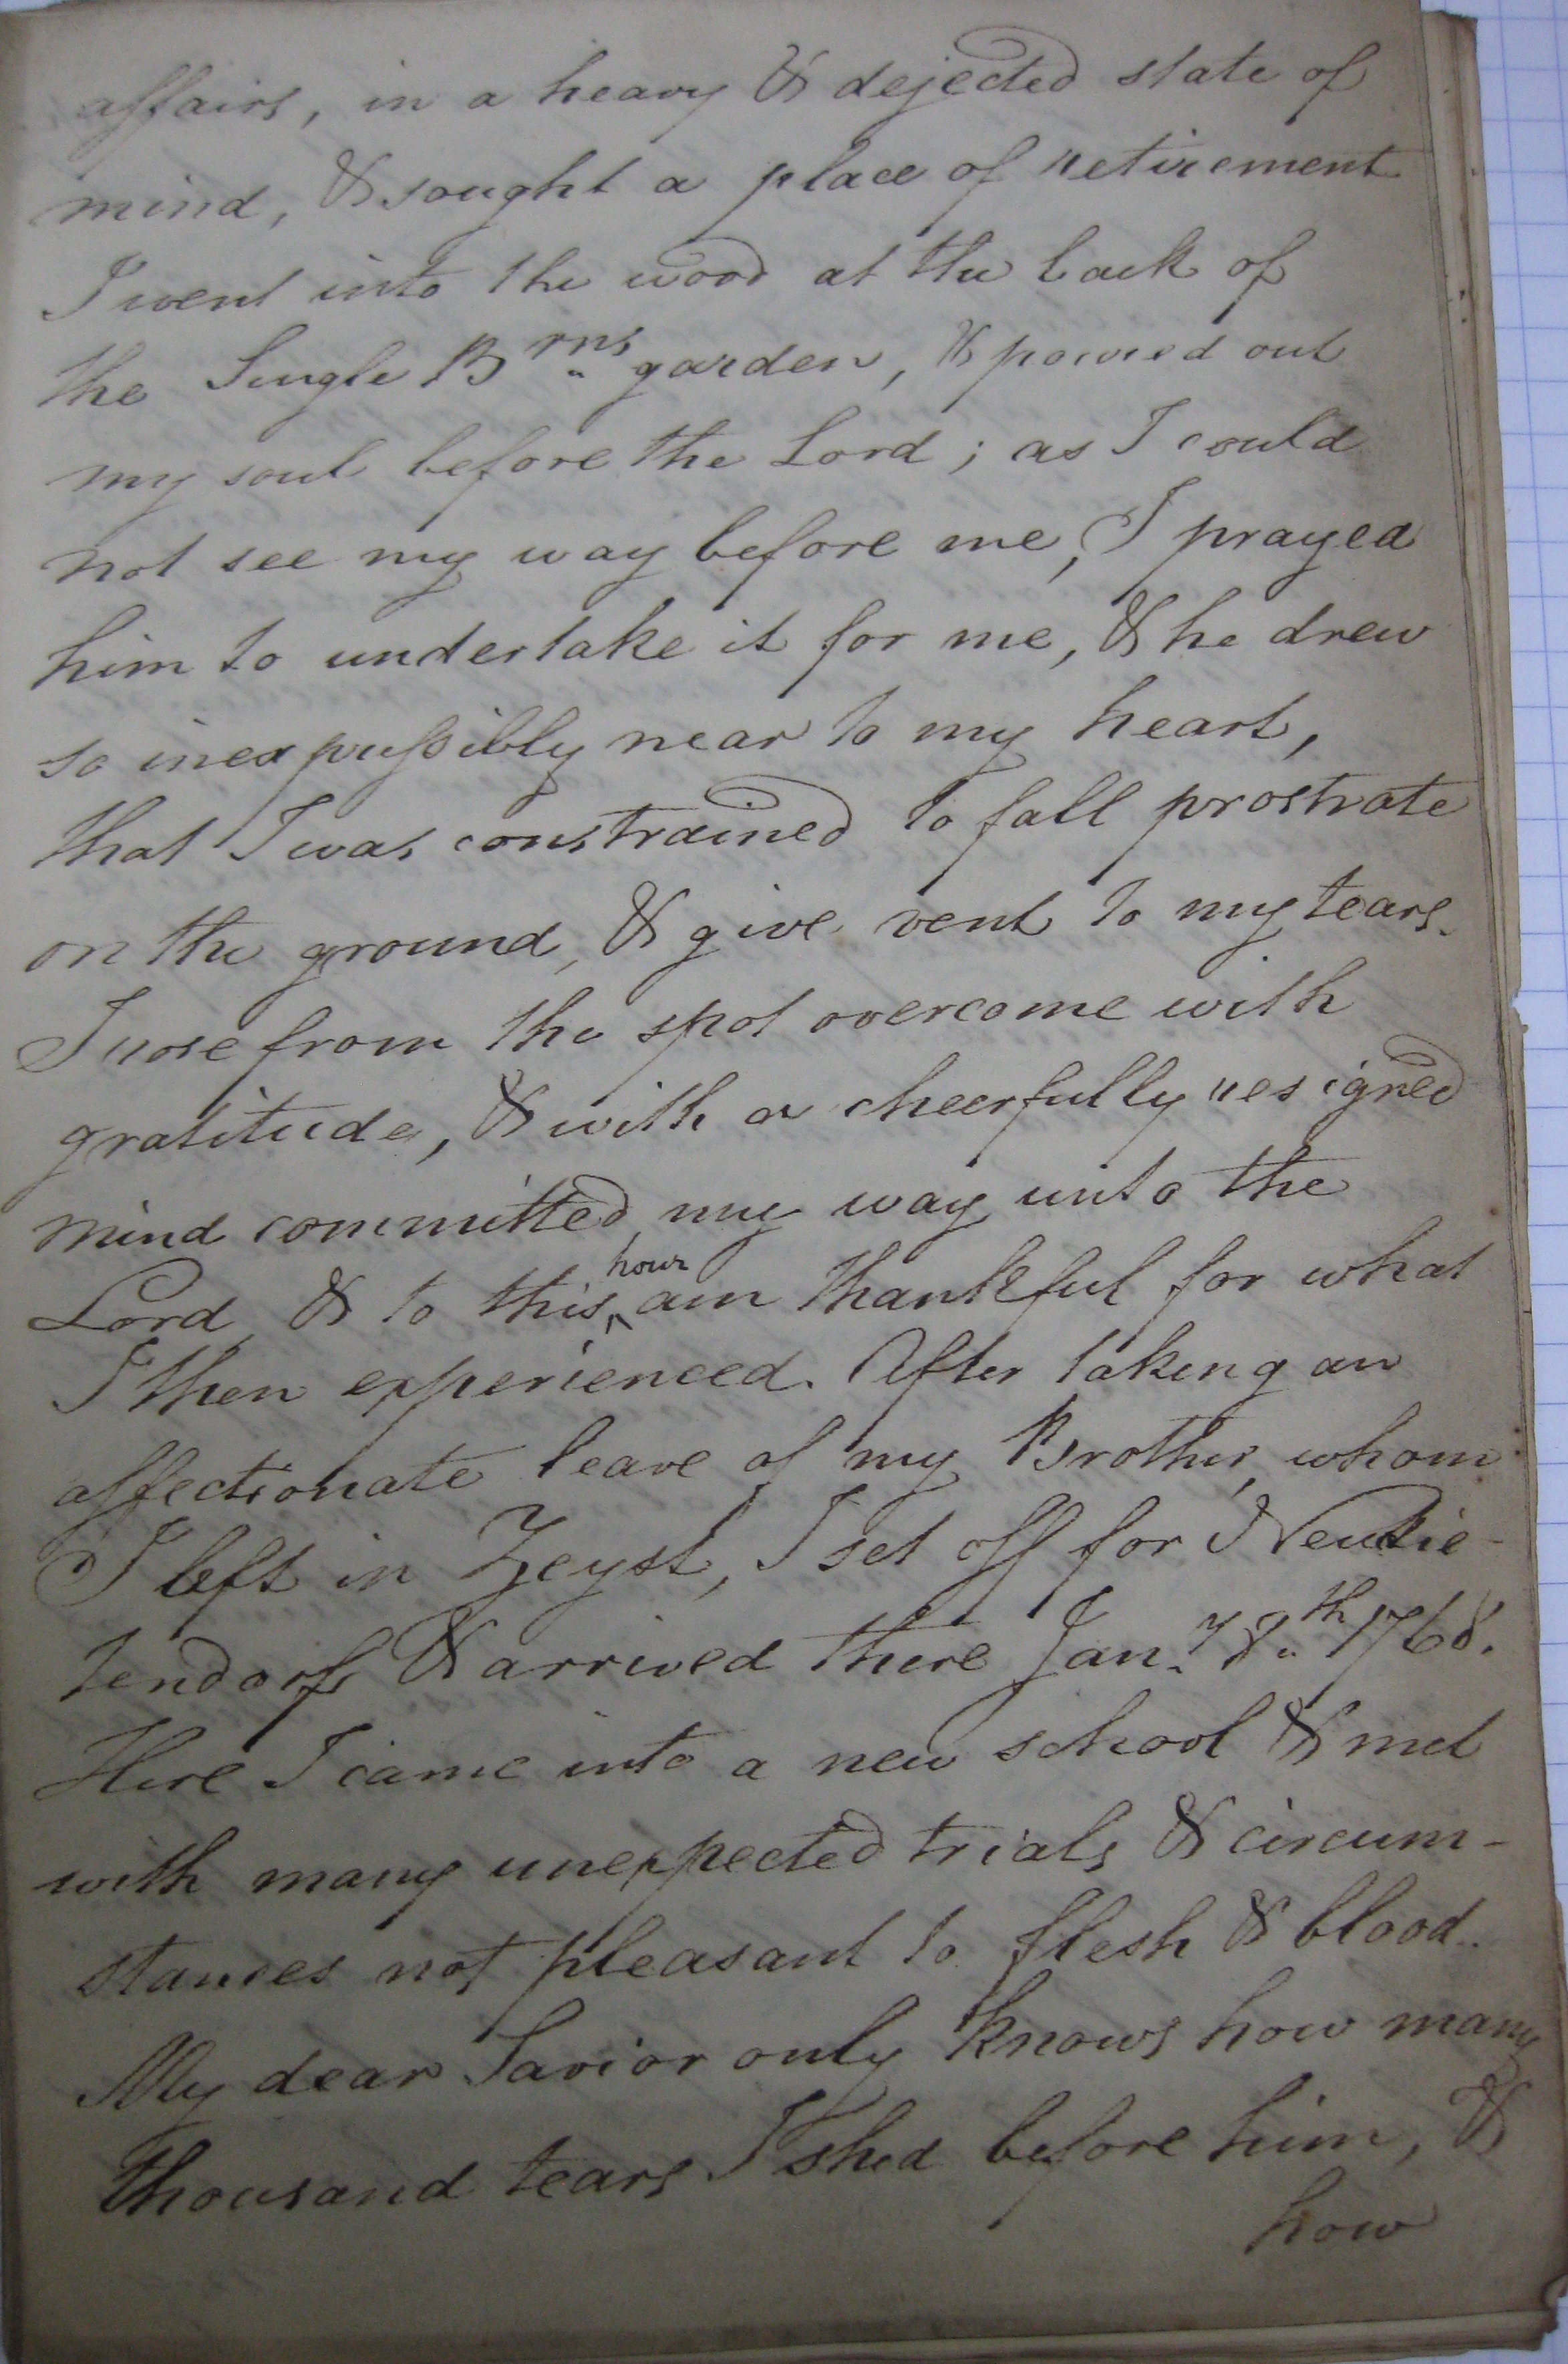 affairs, in a heavy & dejected state of
mind, & sought a place of retirement
I went into the wood at the back of
the Single Brns garden, & poured out
my soul before the Lord; as I could
not see my way before me, I prayed
him to undertake it for me, & he drew
so inexpressibly near to my heart,
that I was constrained to fall prostrate
on the ground, & give vent to my tears.
I rose from the spot overcome with
gratitude, & with a cheerfully resigned
mind committed my way unto the
Lord & to this hour am thankful for what
I then experienced. After taking an
affectionate leave of my Brother, whom
I left in Zeyst, I set off for Neudie-
tendorf, & arrived there Jany 8th 1768.
Here I came into a new school & met
with many unexpected trials & circum-
stances not pleasant to flesh & blood.
My dear Savior only knows how many
thousand tears I shed before him, &
how